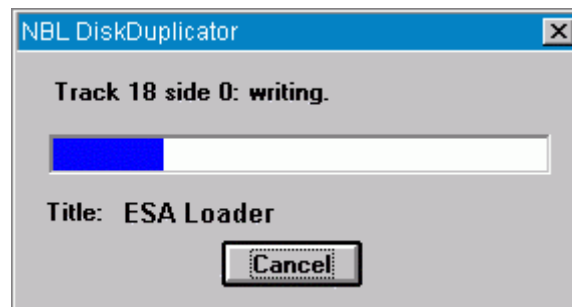 NBL DiskDuplicator
Track 18 side 0: writing.
Title: ESA Loader
Cancel